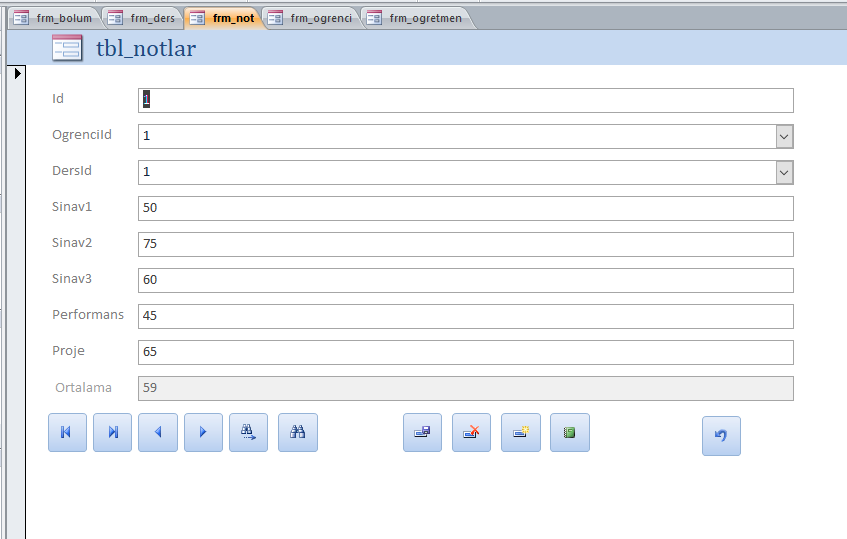 frm_bolum frm_ders frm_not frm_ogrenci frm_ogretmen
tbl_notlar
Id 1
OgrenciId 1
DersId 1
Sinav1 50
Sinav2 75
Sinav3 60
Performans 45
Proje 65
Ortalama 59